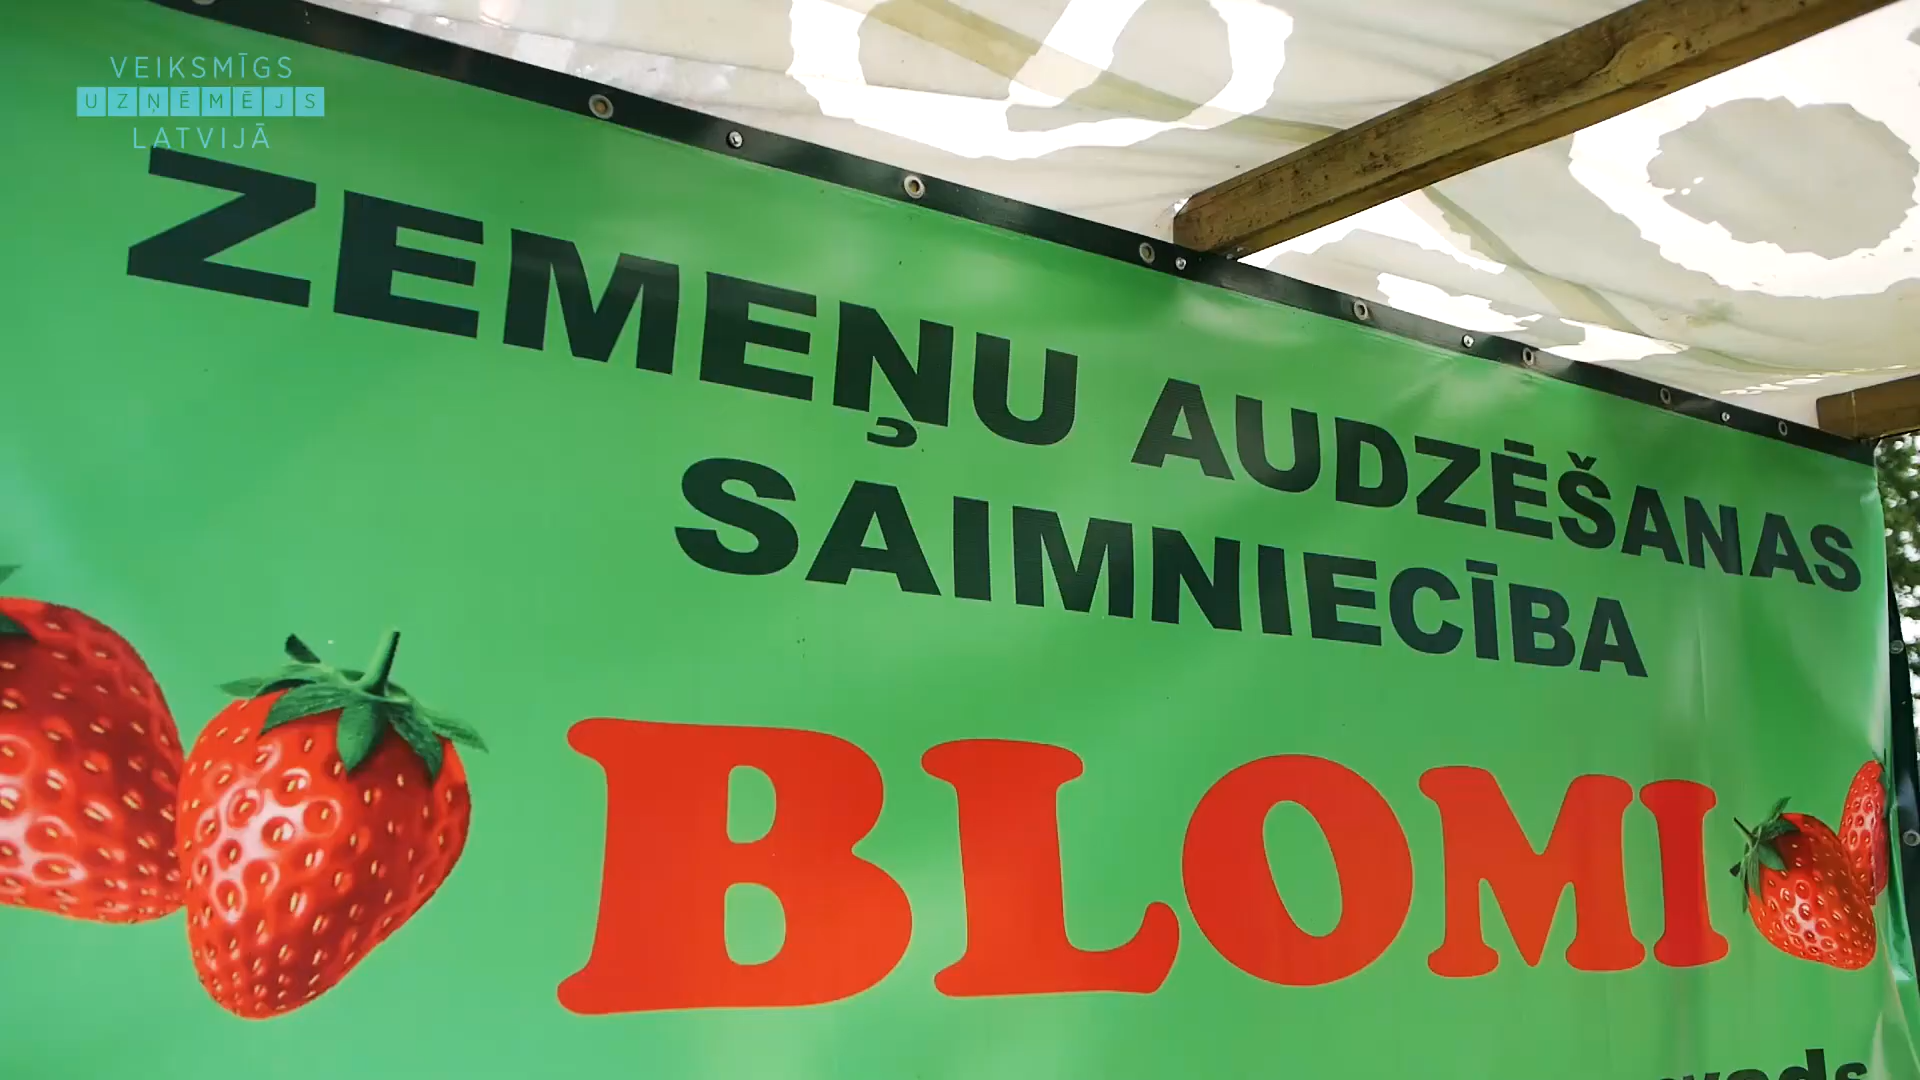 VEIKSMĪGS
UZŅĒMĒJS
LATVIJĀ
ZEMEŅU AUDZĒŠANAS
SAIMNIECĪBA
BLOMI